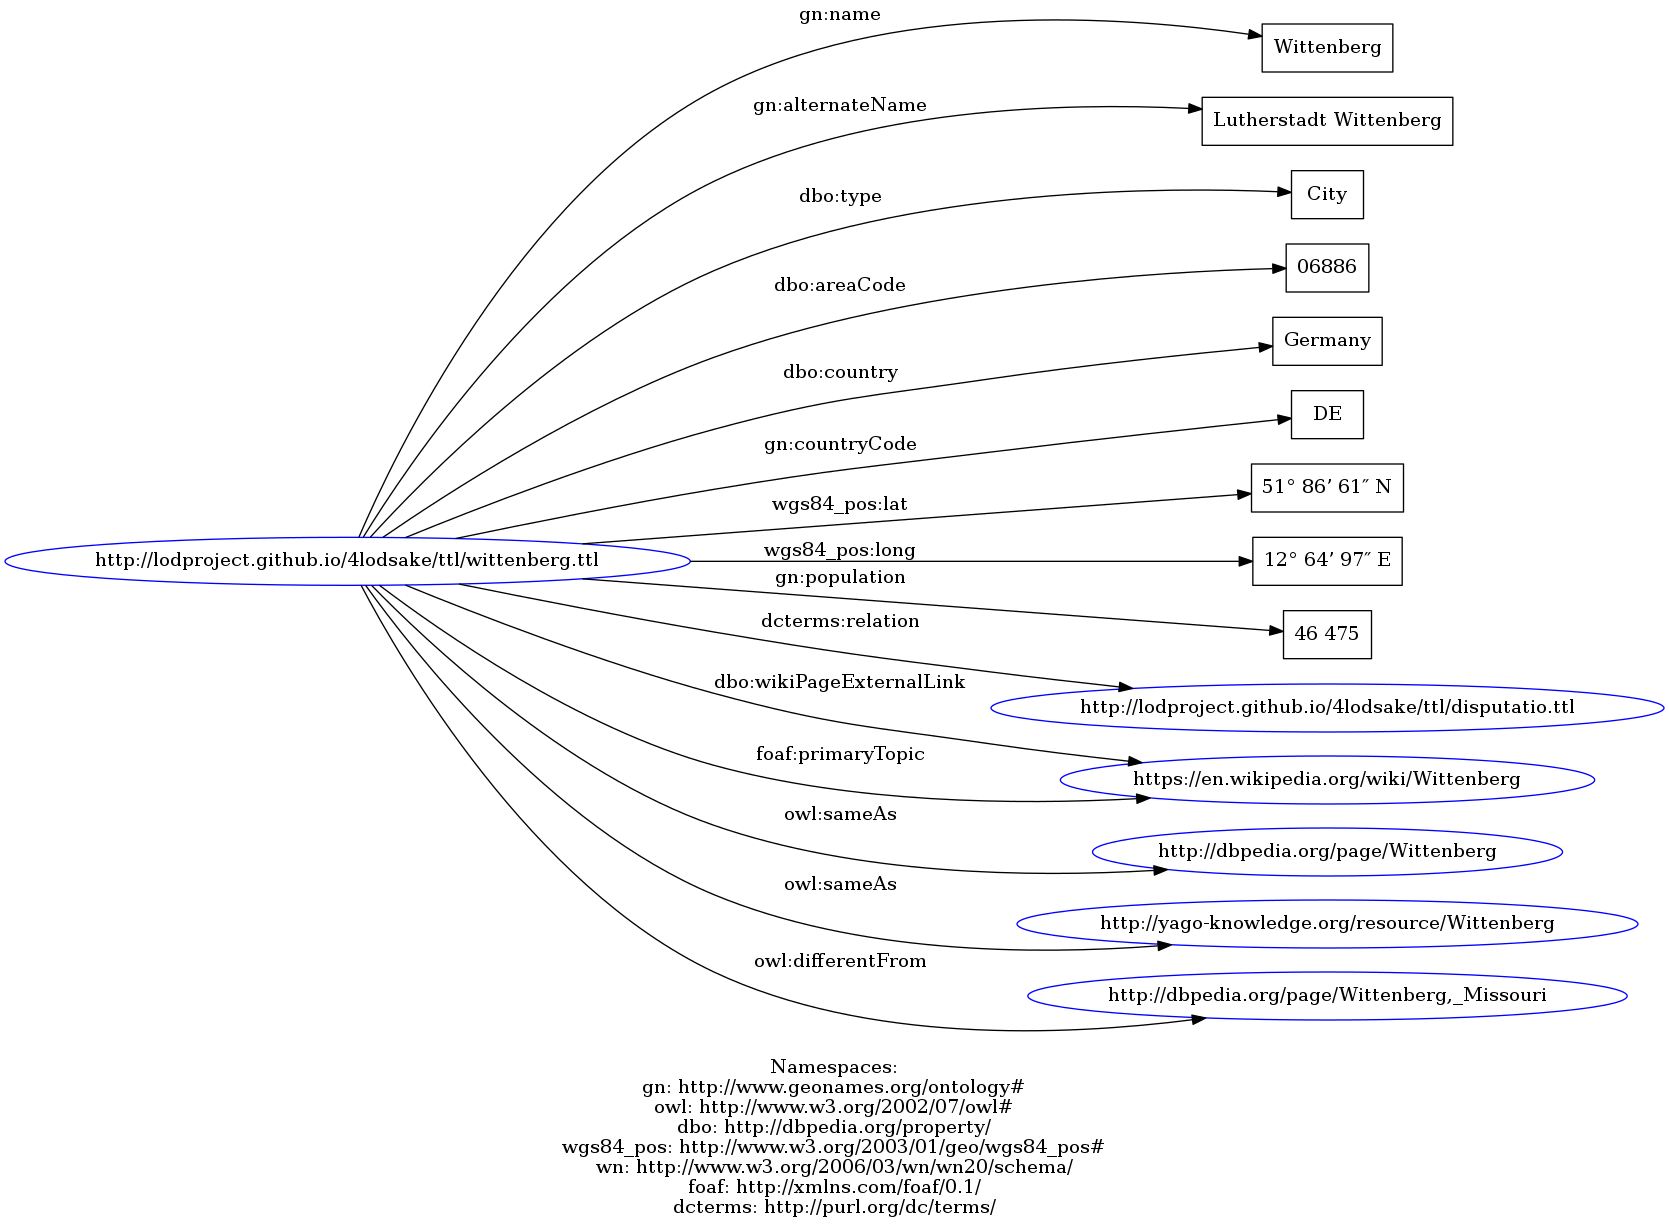 gn:name
Wittenberg
gn:alternateName
Lutherstadt Wittenberg
dbo:type
City
dbo:areaCode
06886
dbo:country
Germany
gn:countryCode
DE
wgs84_pos:lat
51° 86′ 61″ N
http://lodproject.github.io/4lodsake/ttl/wittenberg.ttl
wgs84_pos:long
12° 64′ 97″ E
gn:population
46 475
dcterms:relation
http://lodproject.github.io/4lodsake/ttl/disputatio.ttl
dbo:wikiPageExternalLink
https://en.wikipedia.org/wiki/Wittenberg
foaf:primaryTopic
owl:sameAs
http://dbpedia.org/page/Wittenberg
owl:sameAs
http://yago-knowledge.org/resource/Wittenberg
owl:differentFrom
http://dbpedia.org/page/Wittenberg,_Missouri
Namespaces:
gn: http://www.geonames.org/ontology#
owl: http://www.w3.org/2002/07/owl#
dbo: http://dbpedia.org/property/
wgs84_pos: http://www.w3.org/2003/01/geo/wgs84_pos#
wn: http://www.w3.org/2006/03/wn/wn20/schema/
foaf: http://xmlns.com/foaf/0.1/
dcterms: http://purl.org/dc/terms/